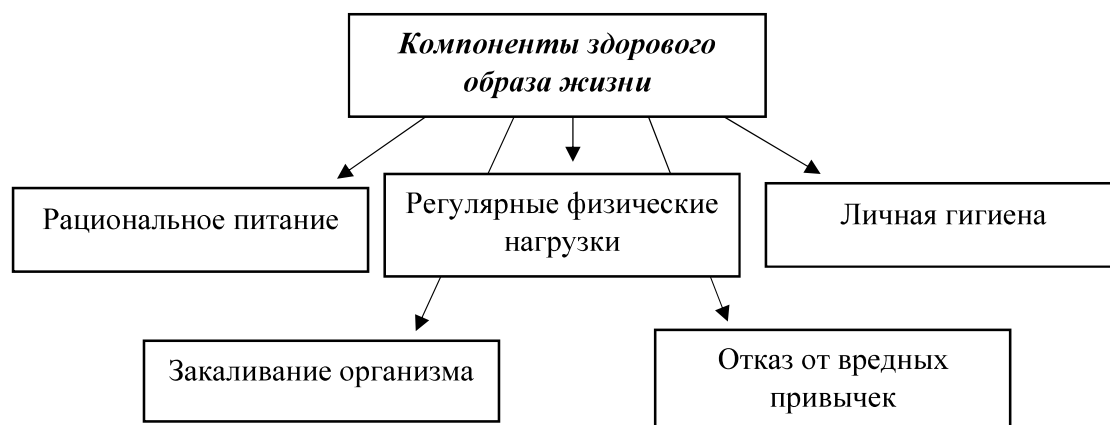 Компоненты здорового
образа жизни
Рациональное питание
Регулярные физические
нагрузки
Личная гигиена
Закаливание организма
Отказ от вредных
привычек